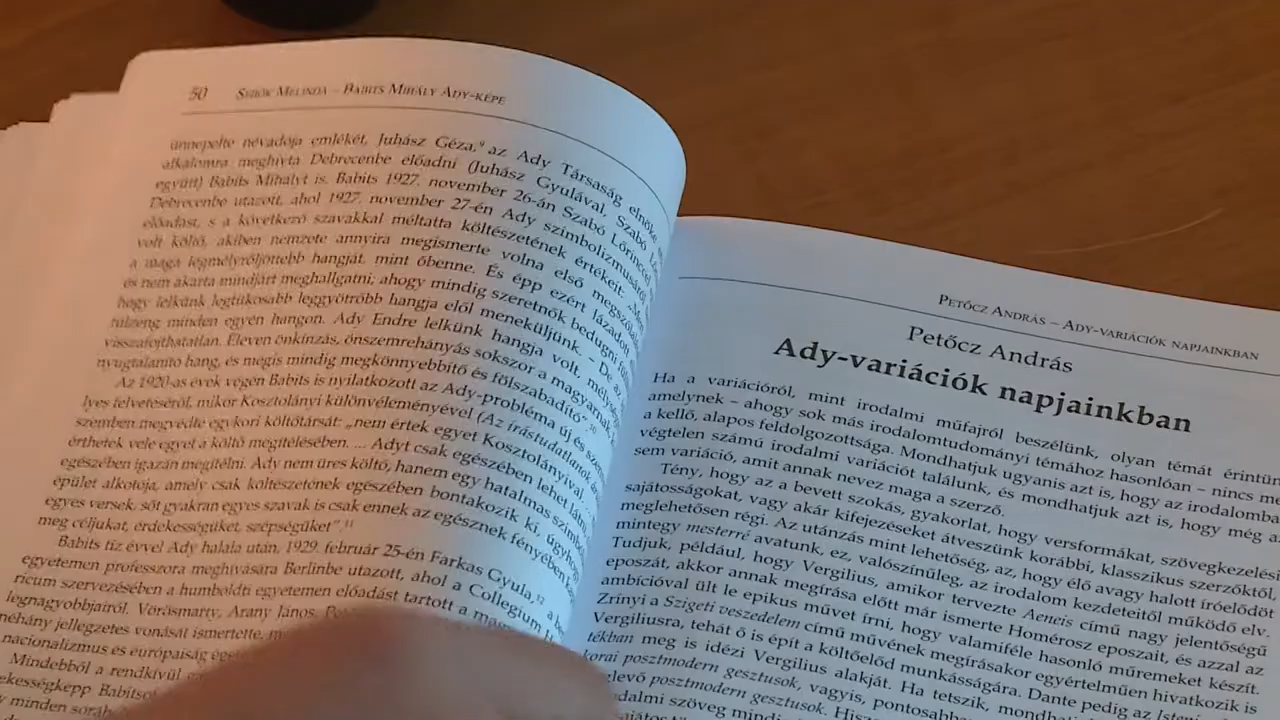 50 Szűk Melinda – Babits Mihály Ady-képe
ünnepelte névadója emlékét, Juhász Géza,⁹ az Ady Társaság elnöke
alkalomra meghívta Debrecenbe előadni (Juhász Gyulával, Szabó
együtt) Babits Mihályt is. Babits 1927. november 26-án Szabó Lőrinccel
Debrecenbe utazott, ahol 1927. november 27-én Ady szimbolizmusáról
előadást, s a következő szavakkal méltatta költészetének értékeit:
volt költő, akiben nemzete annyira megismerte volna első
a maga legmélyrőljöttebb hangját, mint őbenne. És épp ezért lázadott
és nem akarta mindjárt meghallgatni; ahogy mindig szeretnők bedugni
hogy lelkünk legtitkosabb leggyötrőbb hangja elől meneküljünk. – De az
túlzeng minden egyén hangon. Ady Endre lelkünk hangja volt,
visszafojthatatlan. Eleven önkínzás, önszemrehányás sokszor a magyarnak,
nyugtalanító hang, és mégis mindig megkönnyebbítő és fölszabadító”.¹⁰
Az 1920-as évek végén Babits is nyilatkozott az Ady-probléma új és
lyes felvetéséről, mikor Kosztolányi különvéleményével (Az írástudatlanok
szemben megvédte egykori költőtársát: „nem értek egyet Kosztolányival,
érthetek vele egyet a költő megítélésében. ... Adyt csak egészében lehet
egészében igazán megítélni. Ady nem üres költő, hanem egy hatalmas
épület alkotója, amely csak költészetének egészében bontakozik ki, úgyhogy
egyes versek, sőt gyakran egyes szavak is csak ennek az egésznek fényében
meg céljukat, érdekességüket, szépségüket”.¹¹
Babits tíz évvel Ady halála után, 1929. február 25-én Farkas Gyula,¹² a
egyetemen professzora meghívására Berlinbe utazott, ahol a Collegium
ricum szervezésében a humboldti egyetemen előadást tartott a
legnagyobbjairól. Vörösmarty, Arany János,
néhány jellegzetes vonását ismertette,
nacionalizmus és európaiság
Mindebből a rendkívül
ekességképp
minden
Petőcz András – Ady-variációk napjainkban
Petőcz András
Ady-variációk napjainkban
Ha a variációról, mint irodalmi műfajról beszélünk, olyan témát
amelynek – ahogy sok más irodalomtudományi témához hasonlóan – nincs
a kellő, alapos feldolgozottsága. Mondhatjuk ugyanis azt is, hogy az
végtelen számú irodalmi variációt találunk, és mondhatjuk azt is, hogy még
sem variáció, amit annak nevez maga a szerző.
Tény, hogy az a bevett szokás, gyakorlat, hogy versformákat,
sajátosságokat, vagy akár kifejezéseket átveszünk korábbi, klasszikus szerzőktől,
meglehetősen régi. Az utánzás mint lehetőség, az, hogy élő avagy halott íróelődöt
mintegy mesterré avatunk, ez, valószínűleg, az irodalom kezdeteitől működő elv.
Tudjuk, például, hogy Vergilius, amikor tervezte Aeneis című nagy jelentőségű
eposzát, akkor annak megírása előtt már ismerte Homérosz eposzait, és azzal az
ambícióval ült le epikus művet írni, hogy valamiféle hasonló műremeket készít.
Zrínyi a Szigeti veszedelem című művének megírásakor egyértelműen hivatkozik is
Vergiliusra, tehát ő is épít a költőelőd munkásságára. Dante pedig az
tékban meg is idézi Vergilius alakját. Ha tetszik,
korai posztmodern gesztusok, vagyis,
posztmodern gesztusok.
szöveg